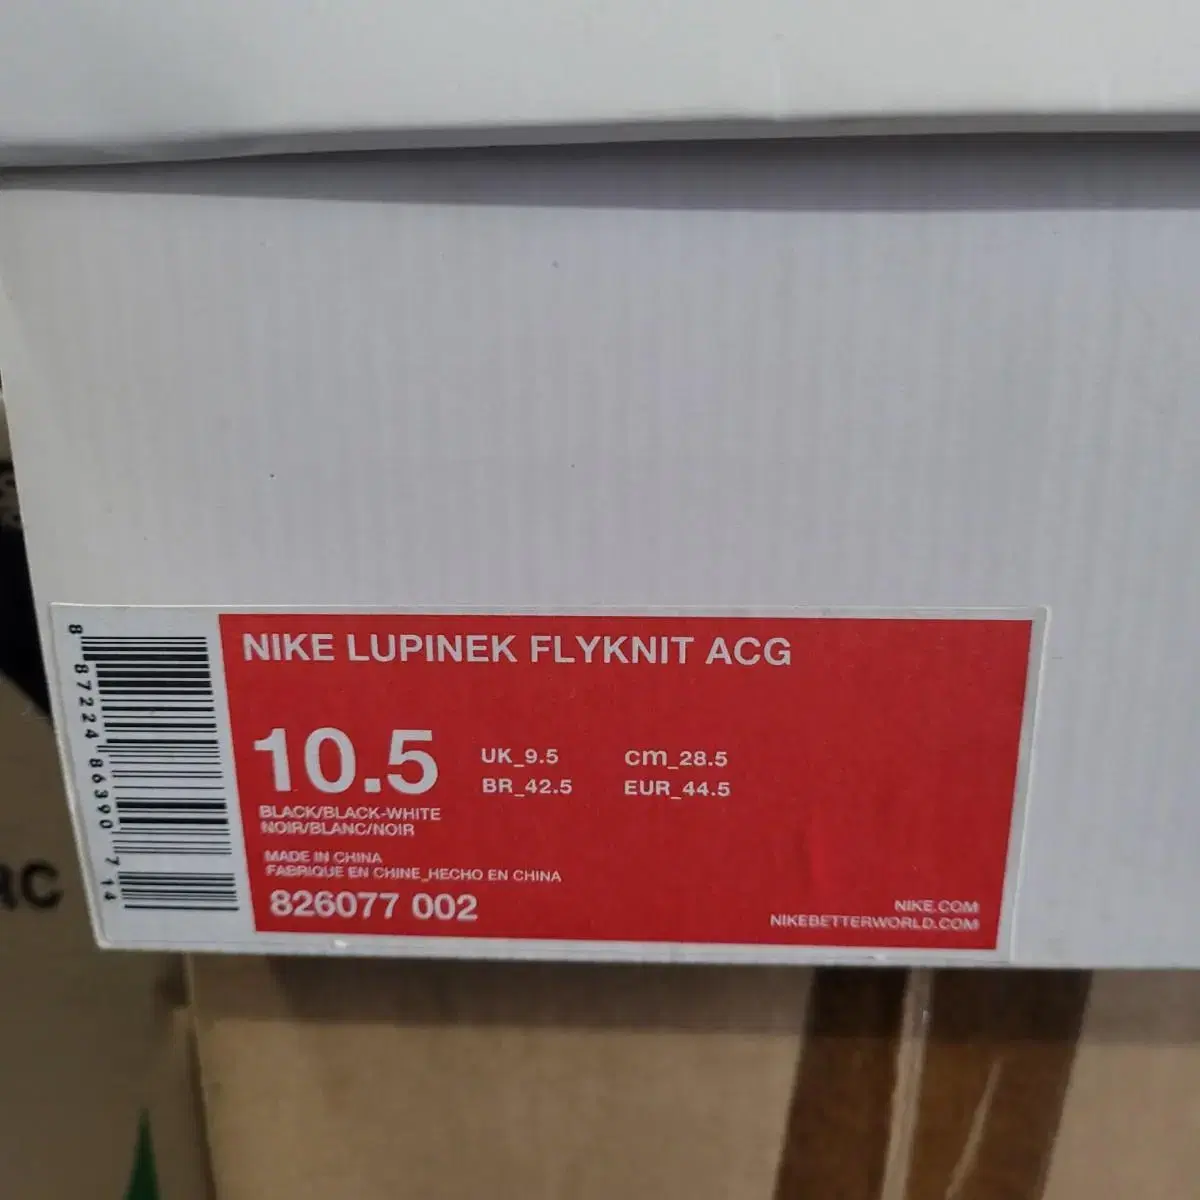 NIKE LUPINEK FLYKNIT ACG
10.5
UK_9.5 cm_28.5
BR_42.5 EUR_44.5
BLACK/BLACK-WHITE
NOIR/BLANC/NOIR
MADE IN CHINA
FABRIQUE EN CHINE_HECHO EN CHINA
826077 002
NIKE.COM
NIKEBETTERWORLD.COM
8 87224 86390 7 14
RC